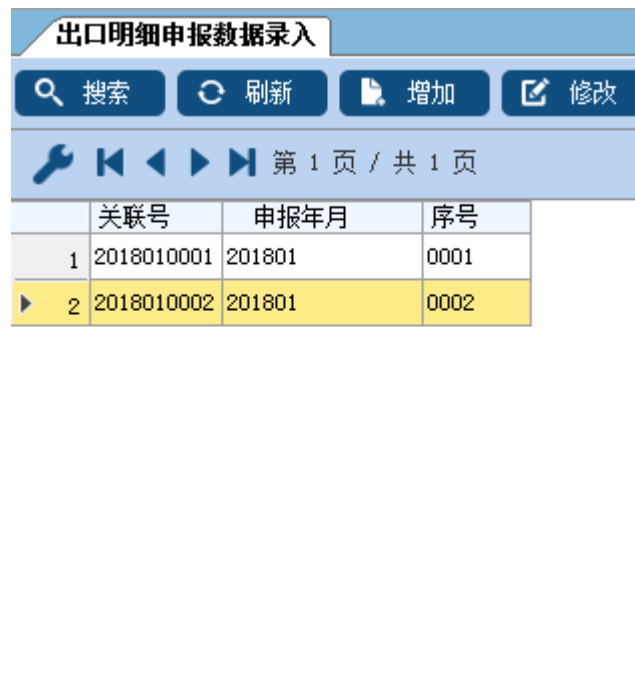 出口明细申报数据录入
搜索 刷新 增加 修改
第 1 页 / 共 1 页
关联号 申报年月 序号
1 2018010001 201801 0001
2 2018010002 201801 0002